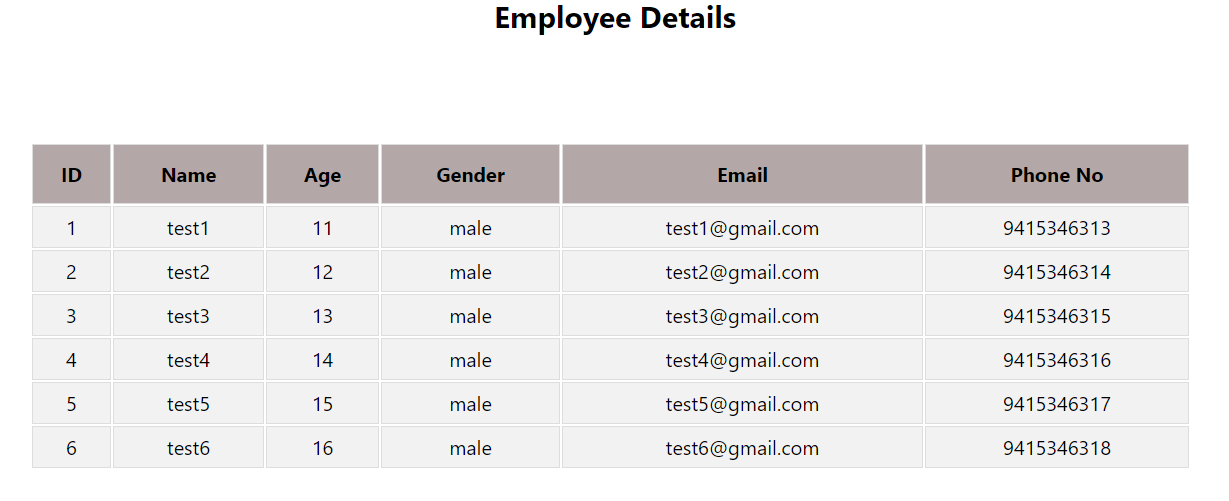 Employee Details
ID Name Age Gender Email Phone No
1 test1 11 male test1@gmail.com 9415346313
2 test2 12 male test2@gmail.com 9415346314
3 test3 13 male test3@gmail.com 9415346315
4 test4 14 male test4@gmail.com 9415346316
5 test5 15 male test5@gmail.com 9415346317
6 test6 16 male test6@gmail.com 9415346318